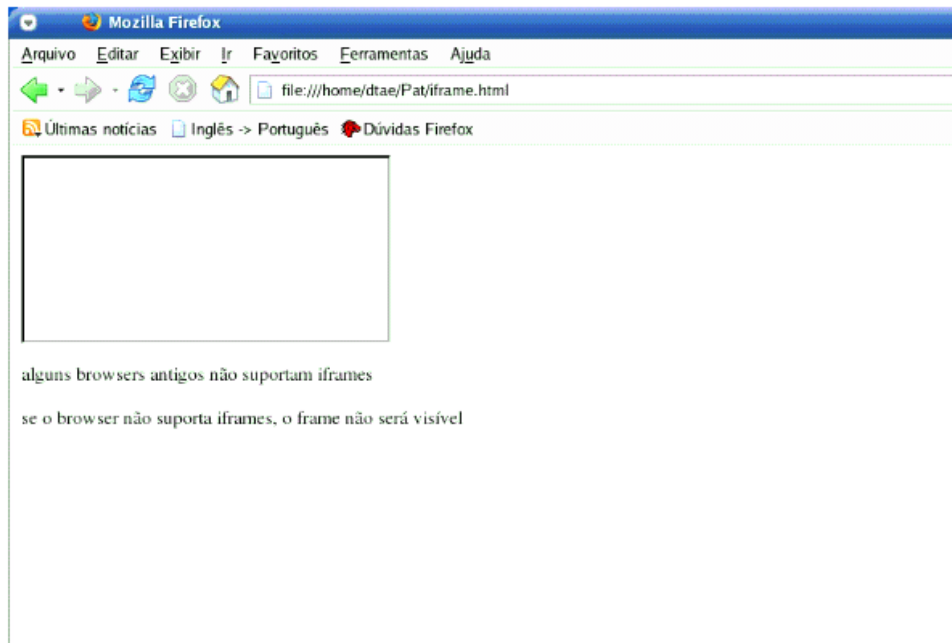 Mozilla Firefox
Arquivo Editar Exibir Ir Favoritos Ferramentas Ajuda
file:///home/dtae/Pat/iframe.html
Últimas notícias Inglês -> Português Dúvidas Firefox
alguns browsers antigos não suportam iframes
se o browser não suporta iframes, o frame não será visível